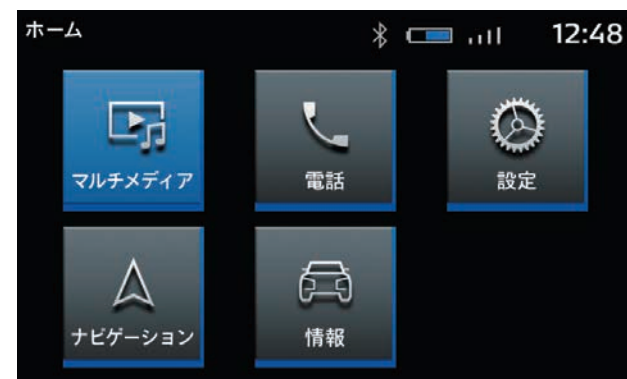 ホーム
12:48
マルチメディア
電話
設定
ナビゲーション
情報